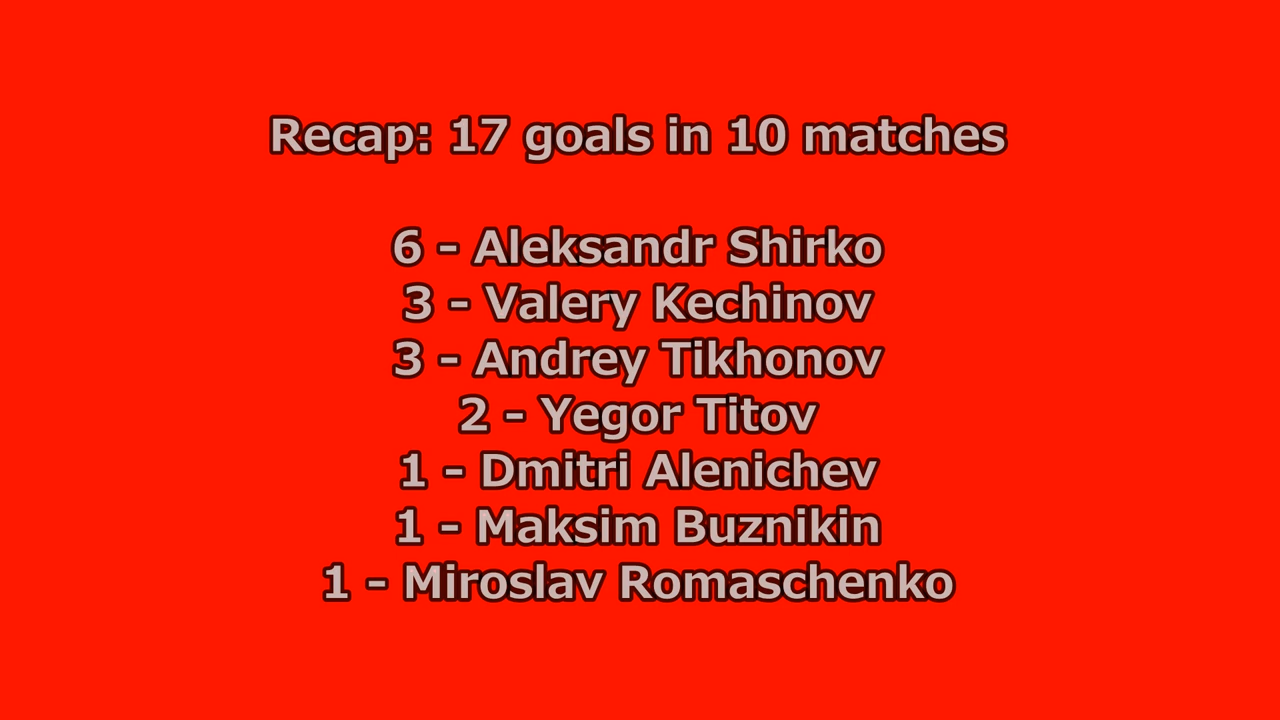 Recap: 17 goals in 10 matches
6 - Aleksandr Shirko
3 - Valery Kechinov
3 - Andrey Tikhonov
2 - Yegor Titov
1 - Dmitri Alenichev
1 - Maksim Buznikin
1 - Miroslav Romaschenko